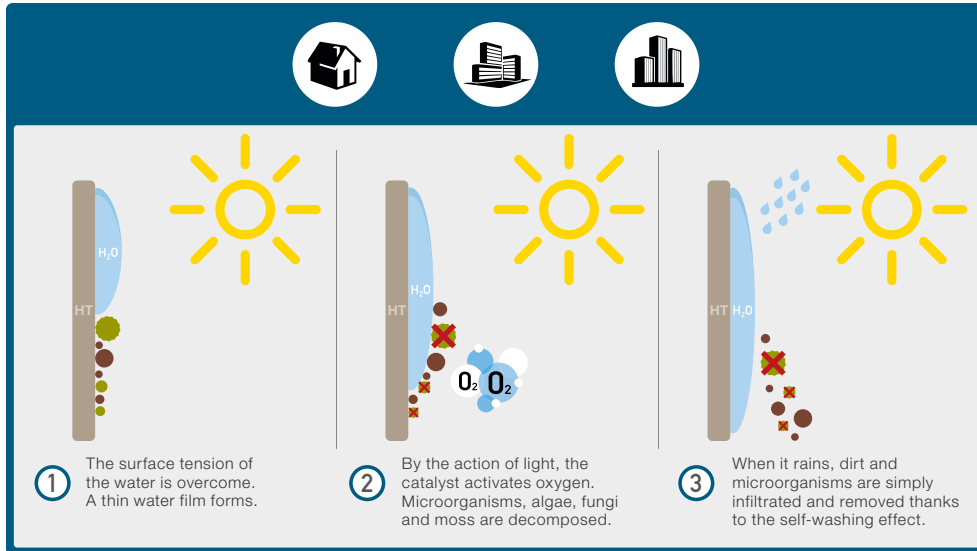 H₂O
HT
1
The surface tension of
the water is overcome.
A thin water film forms.
H₂O
HT
O₂ O₂
2
By the action of light, the
catalyst activates oxygen.
Microorganisms, algae, fungi
and moss are decomposed.
HT H₂O
3
When it rains, dirt and
microorganisms are simply
infiltrated and removed thanks
to the self-washing effect.